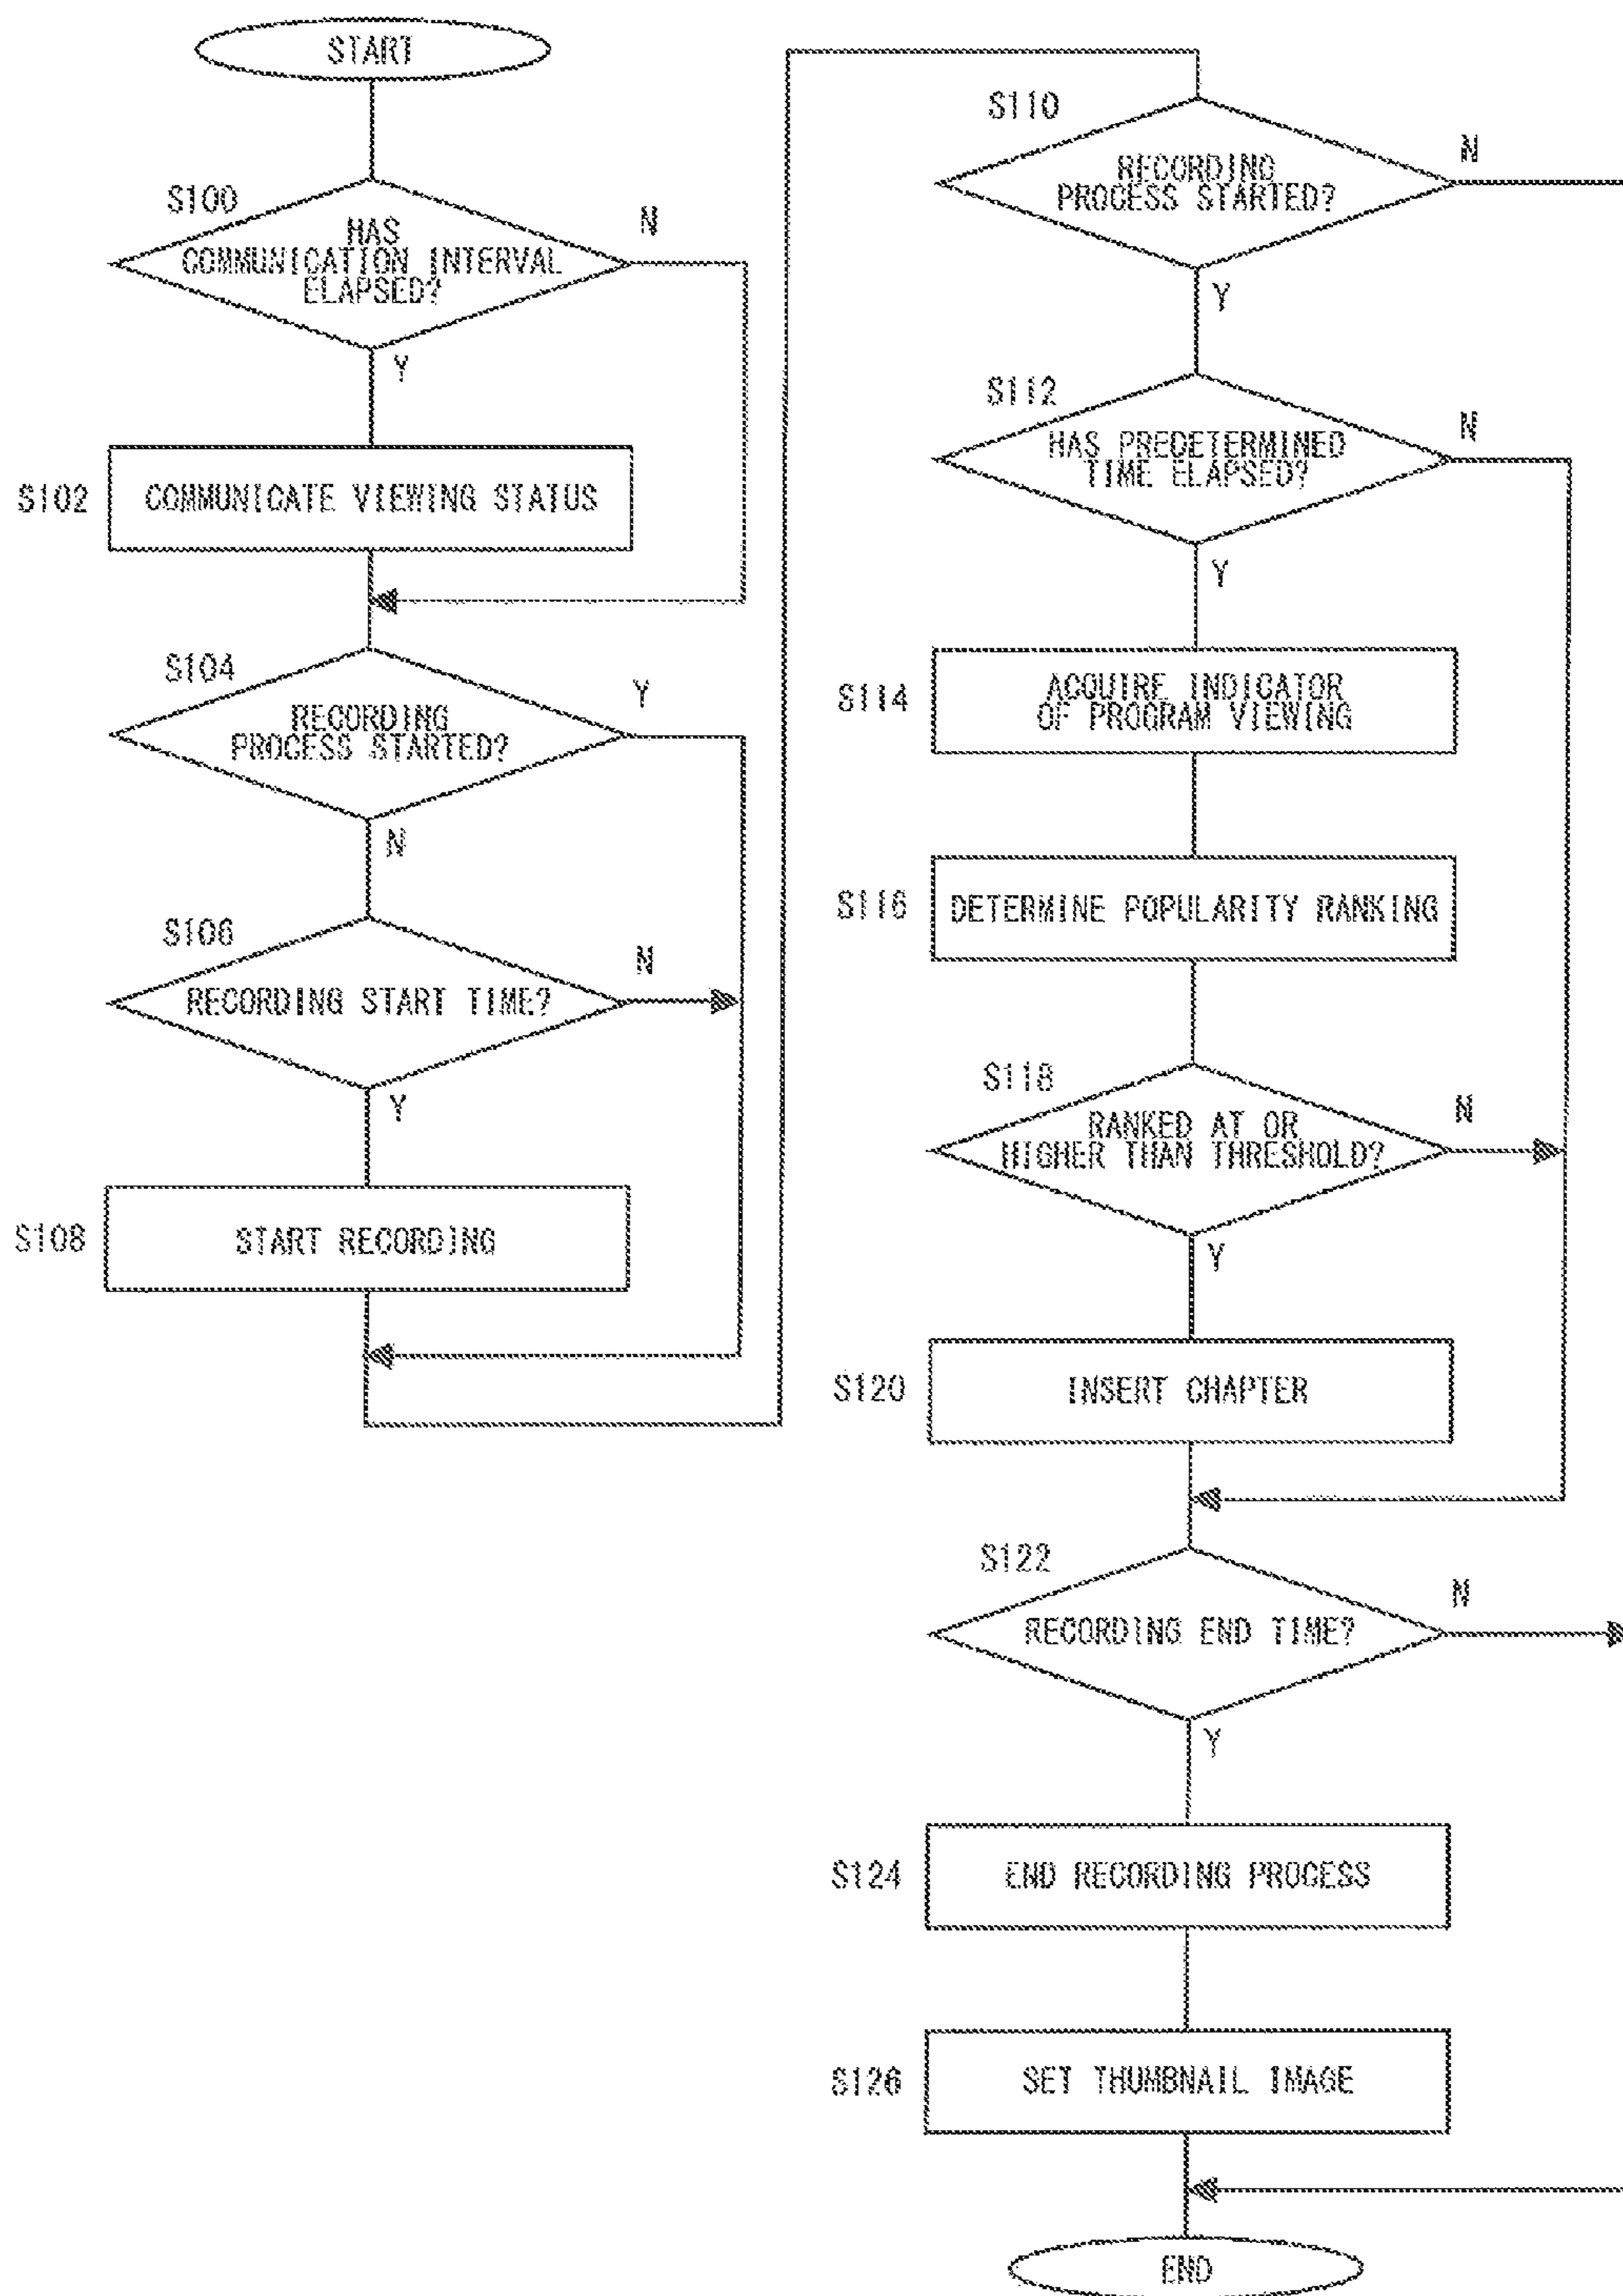 START
S100
HAS
COMMUNICATION INTERVAL
ELAPSED?
N
Y
S102
COMMUNICATE VIEWING STATUS
S104
RECORDING
PROCESS STARTED?
Y
N
S106
RECORDING START TIME?
N
Y
S108
START RECORDING
S110
RECORDING
PROCESS STARTED?
N
Y
S112
HAS PREDETERMINED
TIME ELAPSED?
N
Y
S114
ACQUIRE INDICATOR
OF PROGRAM VIEWING
S116
DETERMINE POPULARITY RANKING
S118
RANKED AT OR
HIGHER THAN THRESHOLD?
N
Y
S120
INSERT CHAPTER
S122
RECORDING END TIME?
N
Y
S124
END RECORDING PROCESS
S126
SET THUMBNAIL IMAGE
END